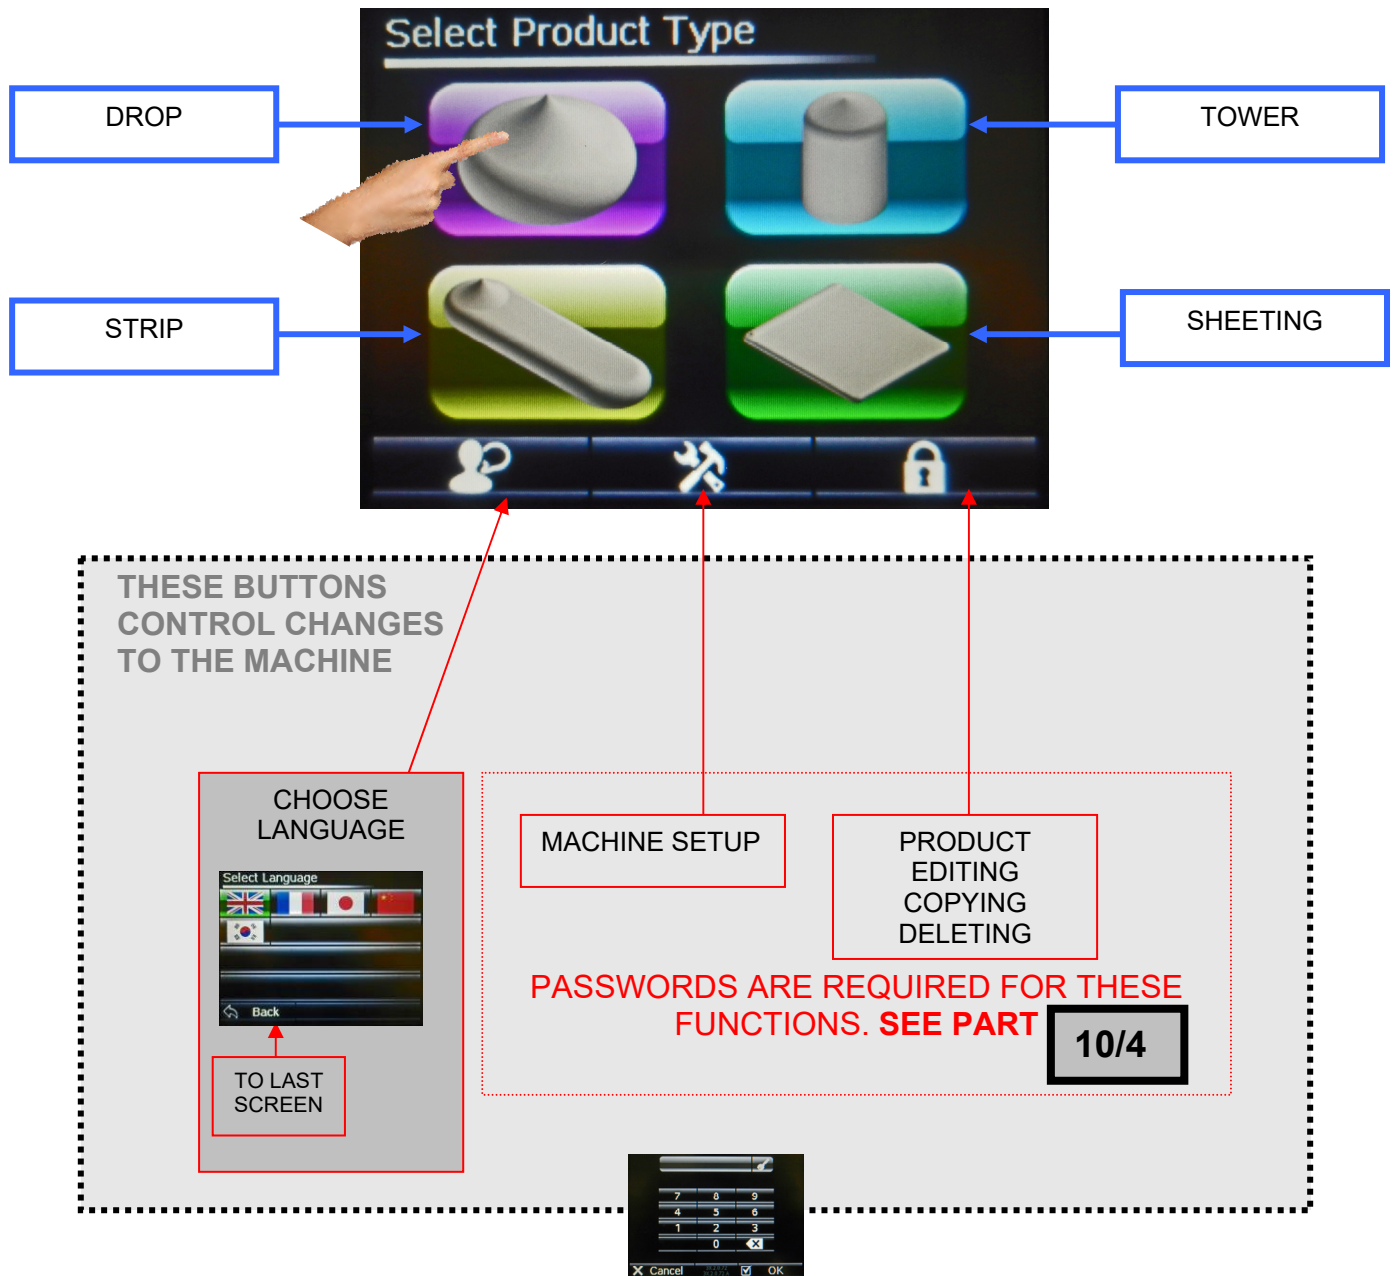 Select Product Type
DROP
TOWER
STRIP
SHEETING
THESE BUTTONS
CONTROL CHANGES
TO THE MACHINE
CHOOSE
LANGUAGE
Select Language
Back
TO LAST
SCREEN
MACHINE SETUP
PRODUCT
EDITING
COPYING
DELETING
PASSWORDS ARE REQUIRED FOR THESE
FUNCTIONS. SEE PART
10/4
7 8 9
4 5 6
1 2 3
0
Cancel
OK